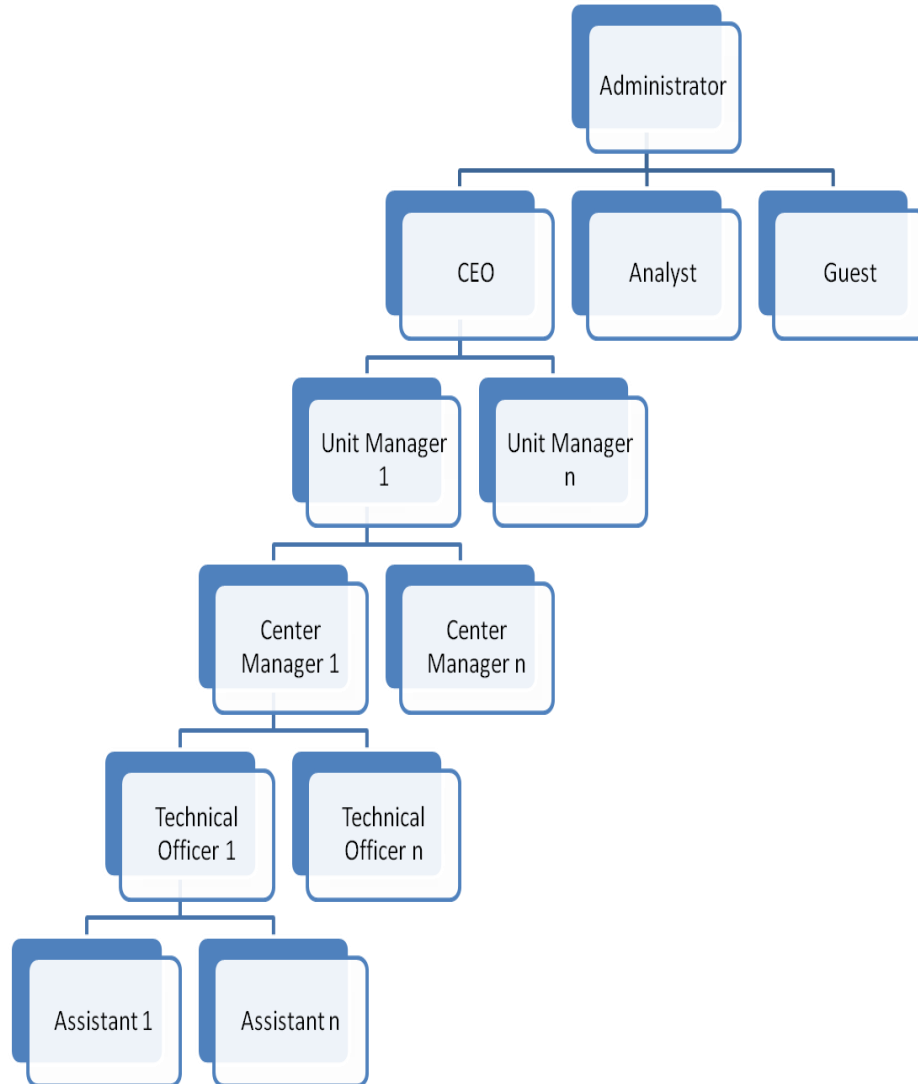 Administrator
CEO
Analyst
Guest
Unit Manager
1
Unit Manager
n
Center
Manager 1
Center
Manager n
Technical
Officer 1
Technical
Officer n
Assistant 1
Assistant n